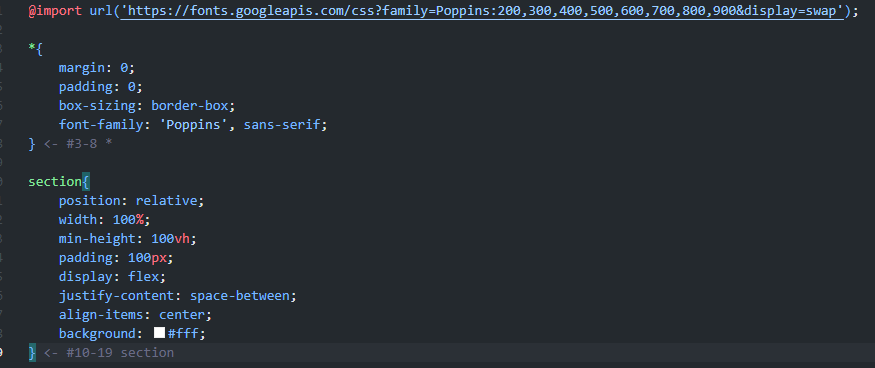 @import url('https://fonts.googleapis.com/css?family=Poppins:200,300,400,500,600,700,800,900&display=swap');
*{
margin: 0;
padding: 0;
box-sizing: border-box;
font-family: 'Poppins', sans-serif;
} <- #3-8 *
section{
position: relative;
width: 100%;
min-height: 100vh;
padding: 100px;
display: flex;
justify-content: space-between;
align-items: center;
background: #fff;
} <- #10-19 section